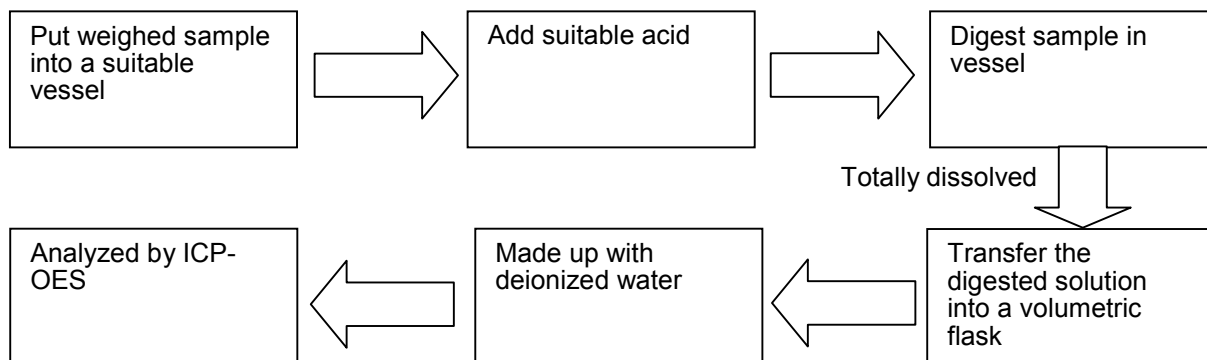 Put weighed sample
into a suitable
vessel
Add suitable acid
Digest sample in
vessel
Totally dissolved
Transfer the
digested solution
into a volumetric
flask
Made up with
deionized water
Analyzed by ICP-
OES